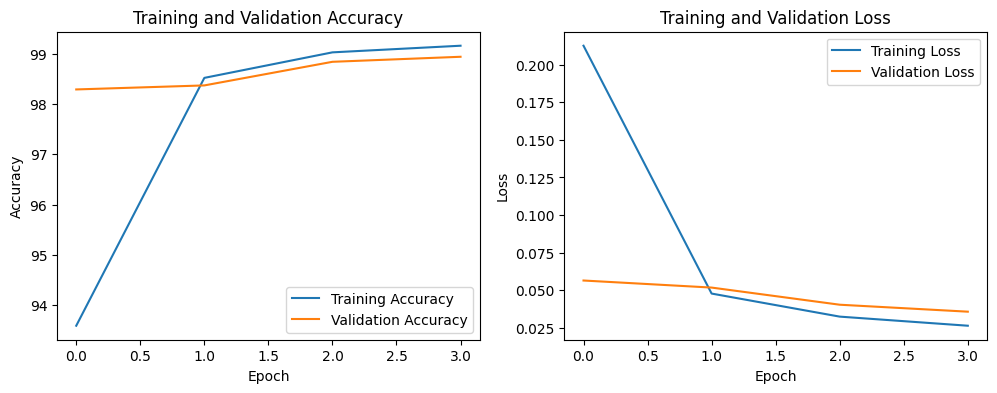 Training and Validation Accuracy
Accuracy
99
98
97
96
95
94
Training Accuracy
Validation Accuracy
0.0 0.5 1.0 1.5 2.0 2.5 3.0
Epoch
Training and Validation Loss
Loss
0.200
0.175
0.150
0.125
0.100
0.075
0.050
0.025
Training Loss
Validation Loss
0.0 0.5 1.0 1.5 2.0 2.5 3.0
Epoch